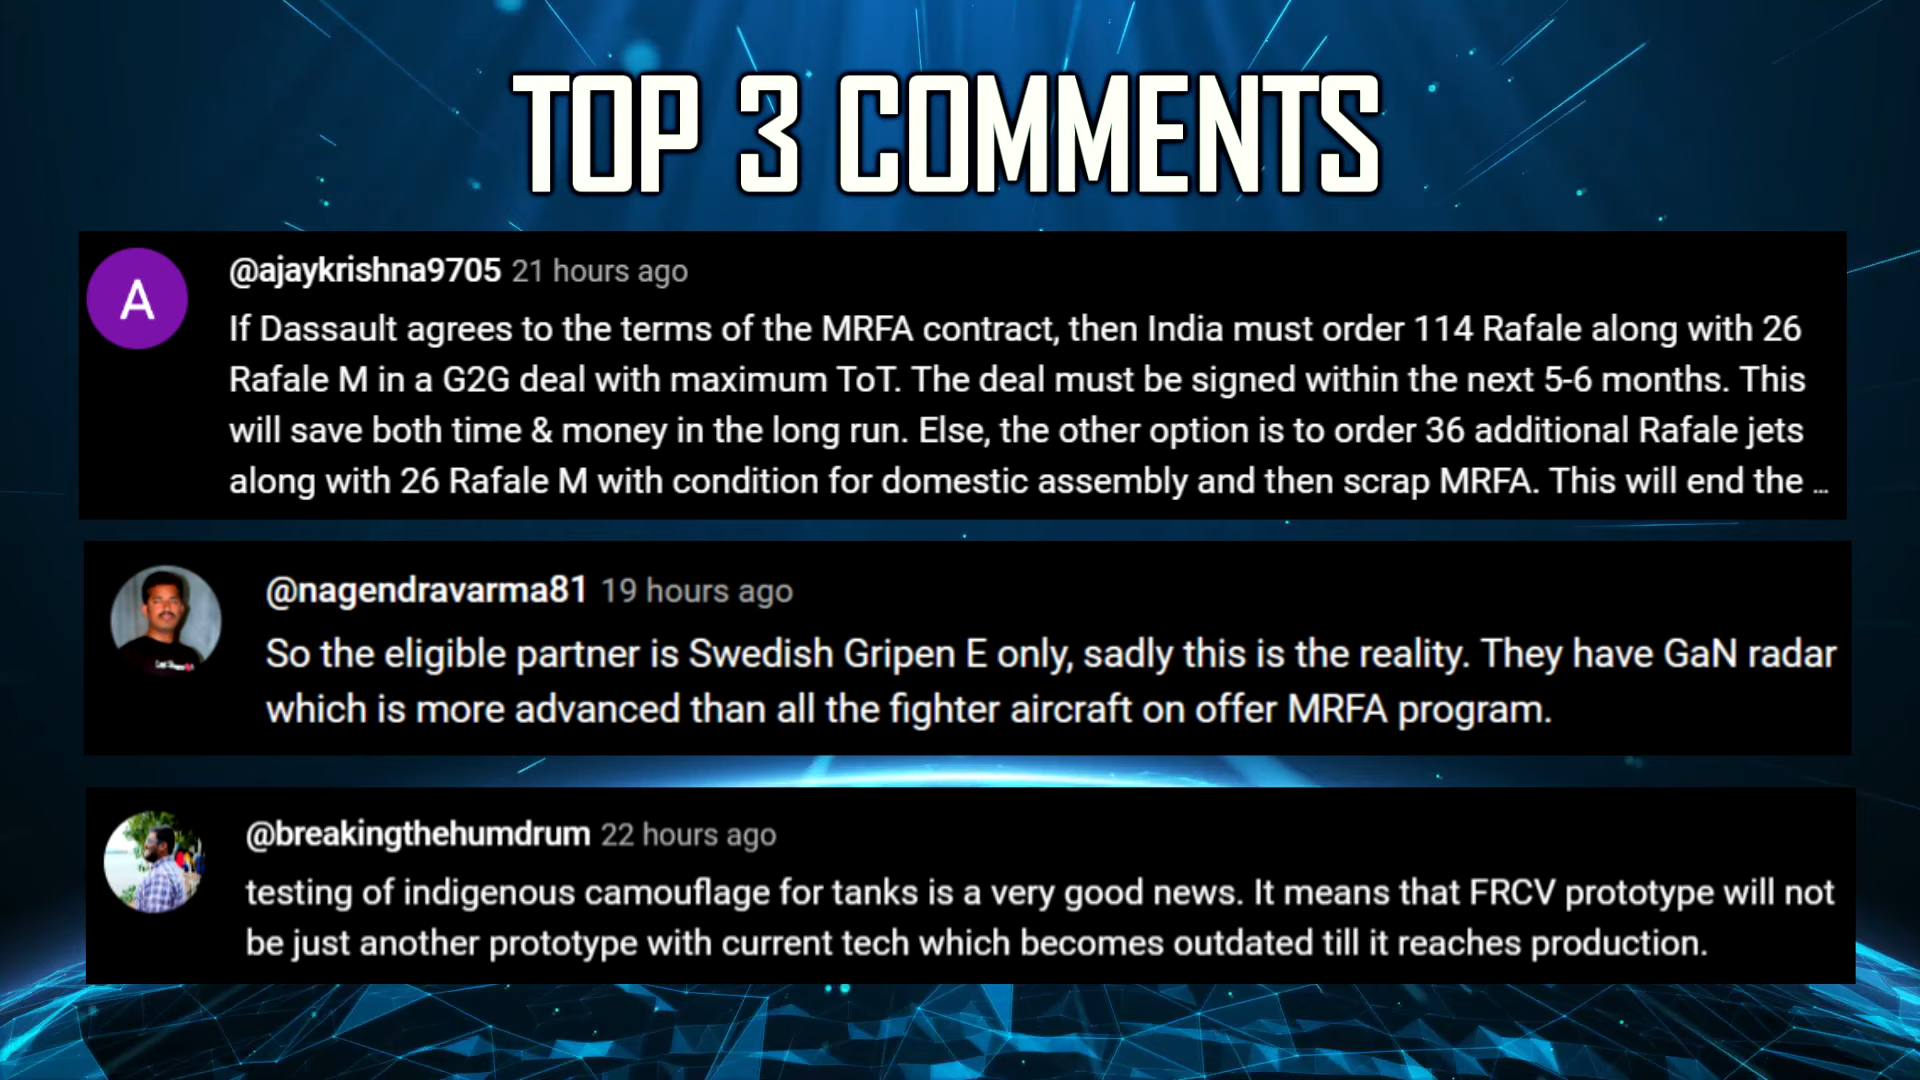 TOP 3 COMMENTS
A
@ajaykrishna9705 21 hours ago
If Dassault agrees to the terms of the MRFA contract, then India must order 114 Rafale along with 26
Rafale M in a G2G deal with maximum ToT. The deal must be signed within the next 5-6 months. This
will save both time & money in the long run. Else, the other option is to order 36 additional Rafale jets
along with 26 Rafale M with condition for domestic assembly and then scrap MRFA. This will end the ...
@nagendravarma81 19 hours ago
So the eligible partner is Swedish Gripen E only, sadly this is the reality. They have GaN radar
which is more advanced than all the fighter aircraft on offer MRFA program.
@breakingthehumdrum 22 hours ago
testing of indigenous camouflage for tanks is a very good news. It means that FRCV prototype will not
be just another prototype with current tech which becomes outdated till it reaches production.